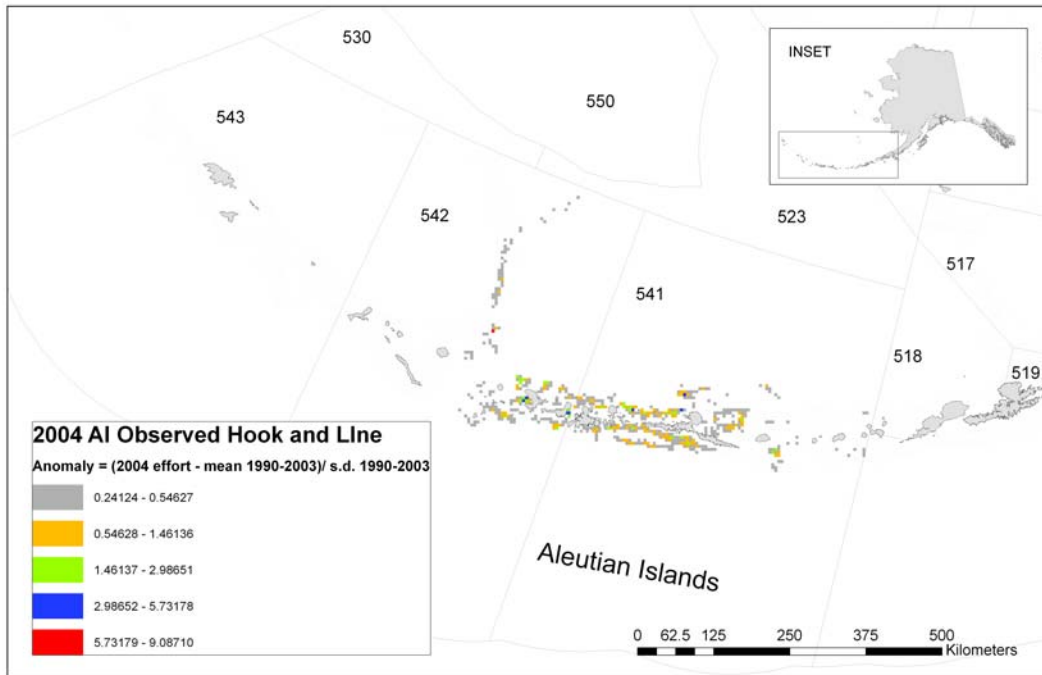 530
INSET
550
543
542
523
517
541
518
519
2004 AI Observed Hook and LIne
Anomaly = (2004 effort - mean 1990-2003)/ s.d. 1990-2003
0.24124 - 0.54627
0.54628 - 1.46136
1.46137 - 2.98651
2.98652 - 5.73178
5.73179 - 9.08710
Aleutian Islands
0 62.5 125 250 375 500
Kilometers